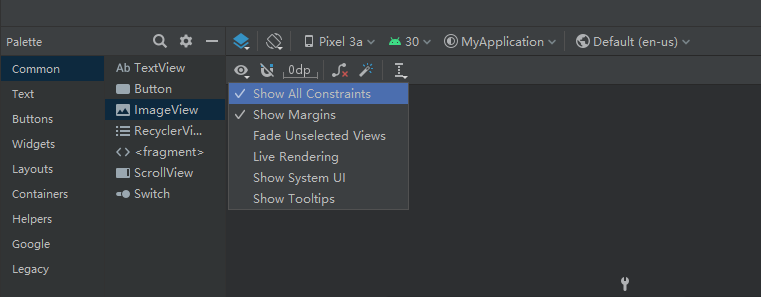 Palette
Pixel 3a
30
MyApplication
Default (en-us)
Common
Text
Buttons
Widgets
Layouts
Containers
Helpers
Google
Legacy
Ab TextView
Button
ImageView
RecyclerVi...
<fragment>
ScrollView
Switch
0dp
Show All Constraints
Show Margins
Fade Unselected Views
Live Rendering
Show System UI
Show Tooltips